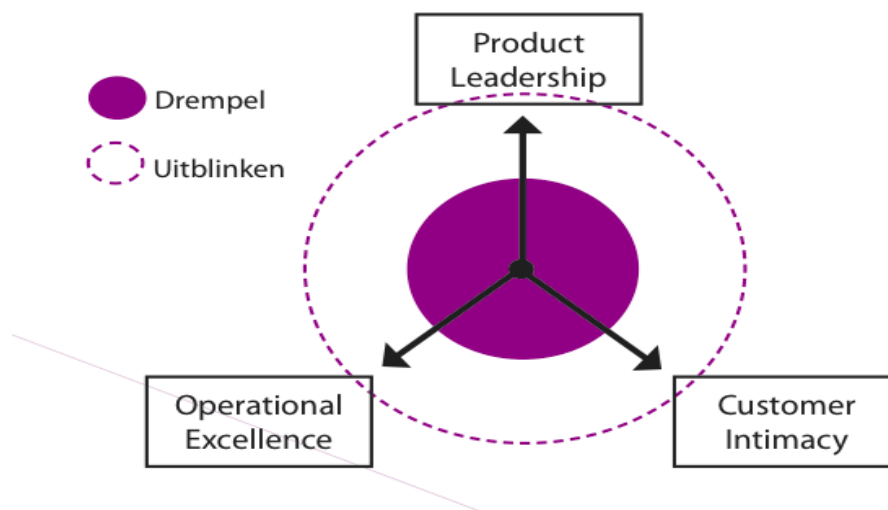 Product
Leadership
Drempel
Uitblinken
Operational
Excellence
Customer
Intimacy